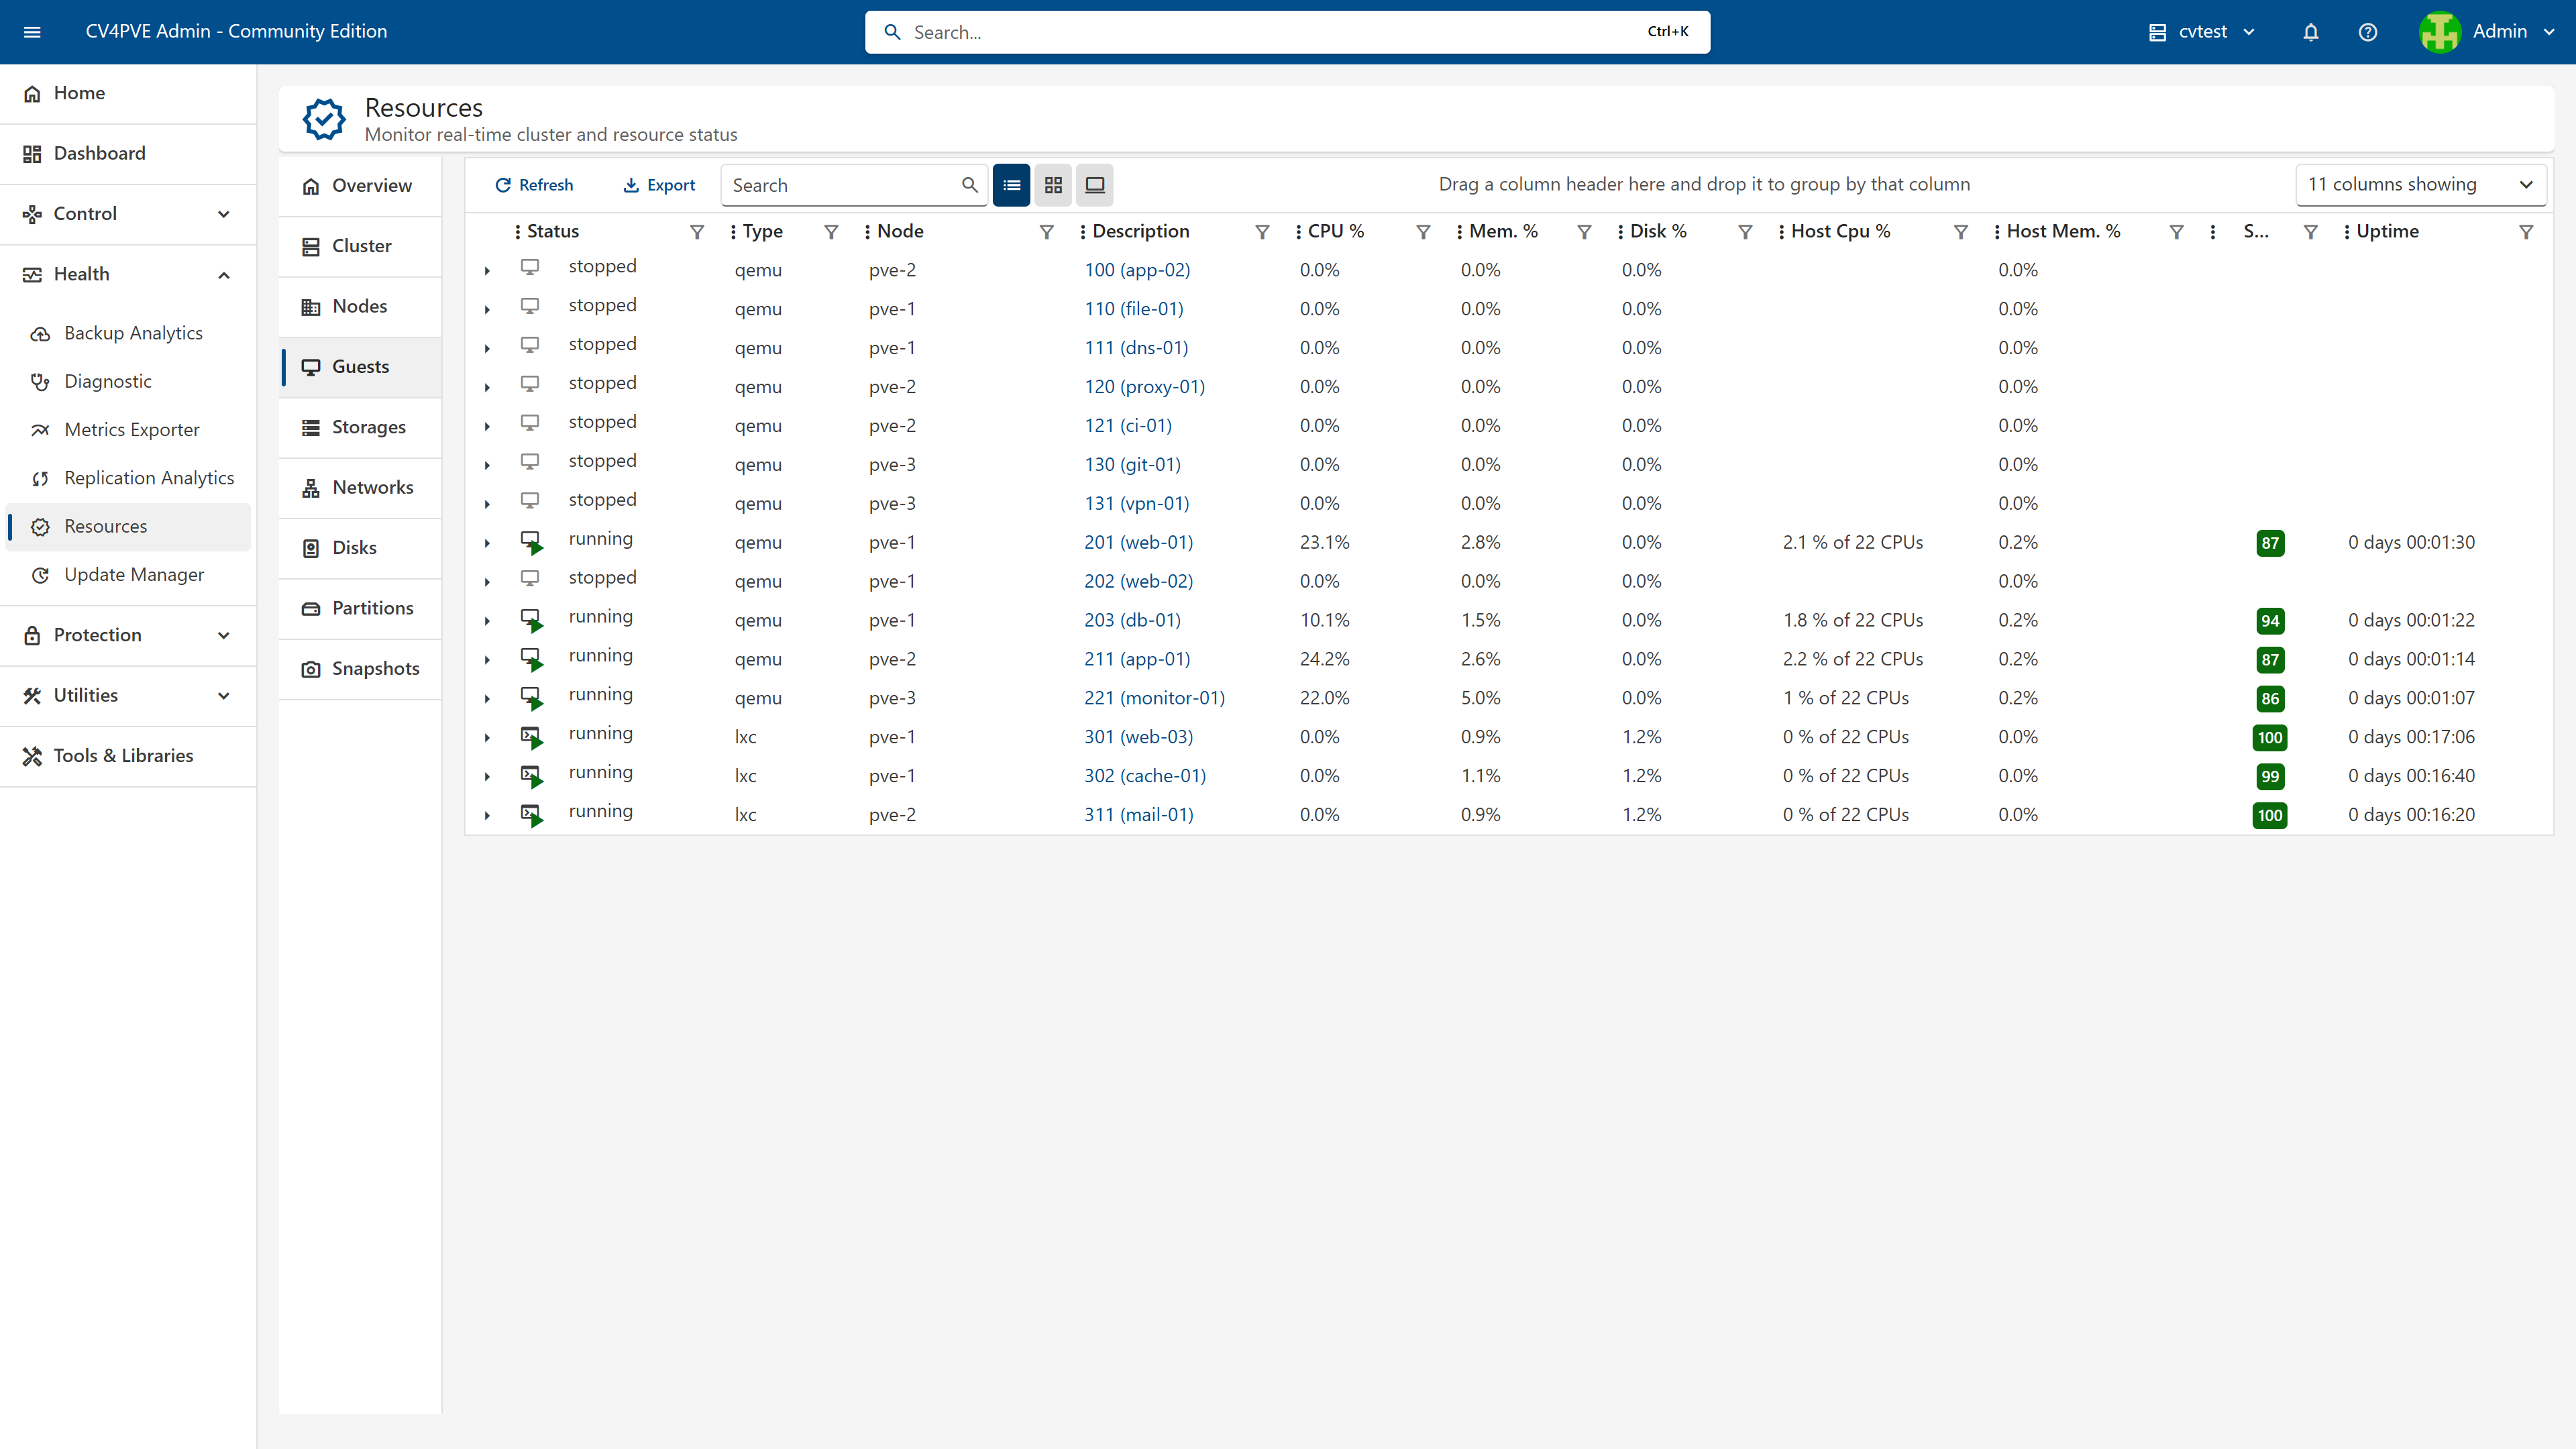 CV4PVE Admin - Community Edition
Search...
Ctrl+K
cvtest
Admin
Home
Dashboard
Control
Health
Backup Analytics
Diagnostic
Metrics Exporter
Replication Analytics
Resources
Update Manager
Protection
Utilities
Tools & Libraries
Resources
Monitor real-time cluster and resource status
Overview
Cluster
Nodes
Guests
Storages
Networks
Disks
Partitions
Snapshots
Refresh Export Search Drag a column header here and drop it to group by that column 11 columns showing
Status Type Node Description CPU % Mem. % Disk % Host Cpu % Host Mem. % S... Uptime
stopped qemu pve-2 100 (app-02) 0.0% 0.0% 0.0% 0.0%
stopped qemu pve-1 110 (file-01) 0.0% 0.0% 0.0% 0.0%
stopped qemu pve-1 111 (dns-01) 0.0% 0.0% 0.0% 0.0%
stopped qemu pve-2 120 (proxy-01) 0.0% 0.0% 0.0% 0.0%
stopped qemu pve-2 121 (ci-01) 0.0% 0.0% 0.0% 0.0%
stopped qemu pve-3 130 (git-01) 0.0% 0.0% 0.0% 0.0%
stopped qemu pve-3 131 (vpn-01) 0.0% 0.0% 0.0% 0.0%
running qemu pve-1 201 (web-01) 23.1% 2.8% 0.0% 2.1 % of 22 CPUs 0.2% 87 0 days 00:01:30
stopped qemu pve-1 202 (web-02) 0.0% 0.0% 0.0% 0.0%
running qemu pve-1 203 (db-01) 10.1% 1.5% 0.0% 1.8 % of 22 CPUs 0.2% 94 0 days 00:01:22
running qemu pve-2 211 (app-01) 24.2% 2.6% 0.0% 2.2 % of 22 CPUs 0.2% 87 0 days 00:01:14
running qemu pve-3 221 (monitor-01) 22.0% 5.0% 0.0% 1 % of 22 CPUs 0.2% 86 0 days 00:01:07
running lxc pve-1 301 (web-03) 0.0% 0.9% 1.2% 0 % of 22 CPUs 0.0% 100 0 days 00:17:06
running lxc pve-1 302 (cache-01) 0.0% 1.1% 1.2% 0 % of 22 CPUs 0.0% 99 0 days 00:16:40
running lxc pve-2 311 (mail-01) 0.0% 0.9% 1.2% 0 % of 22 CPUs 0.0% 100 0 days 00:16:20